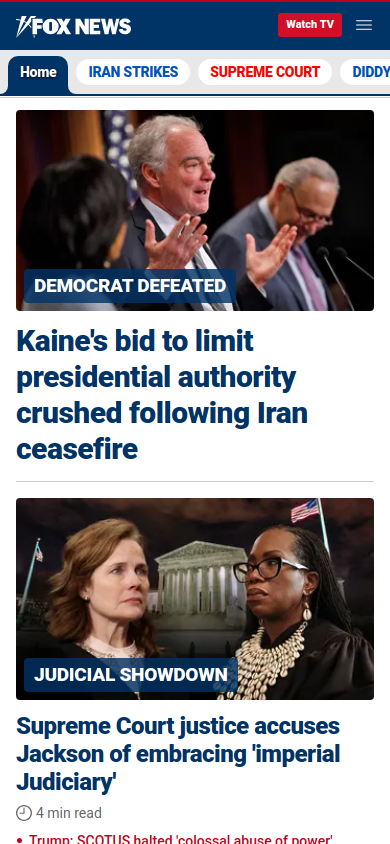 FOX NEWS
Watch TV
Home
IRAN STRIKES
SUPREME COURT
DIDDY
DEMOCRAT DEFEATED
Kaine's bid to limit
presidential authority
crushed following Iran
ceasefire
JUDICIAL SHOWDOWN
Supreme Court justice accuses
Jackson of embracing 'imperial
Judiciary'
4 min read
• Trump: SCOTUS halted 'colossal abuse of power'